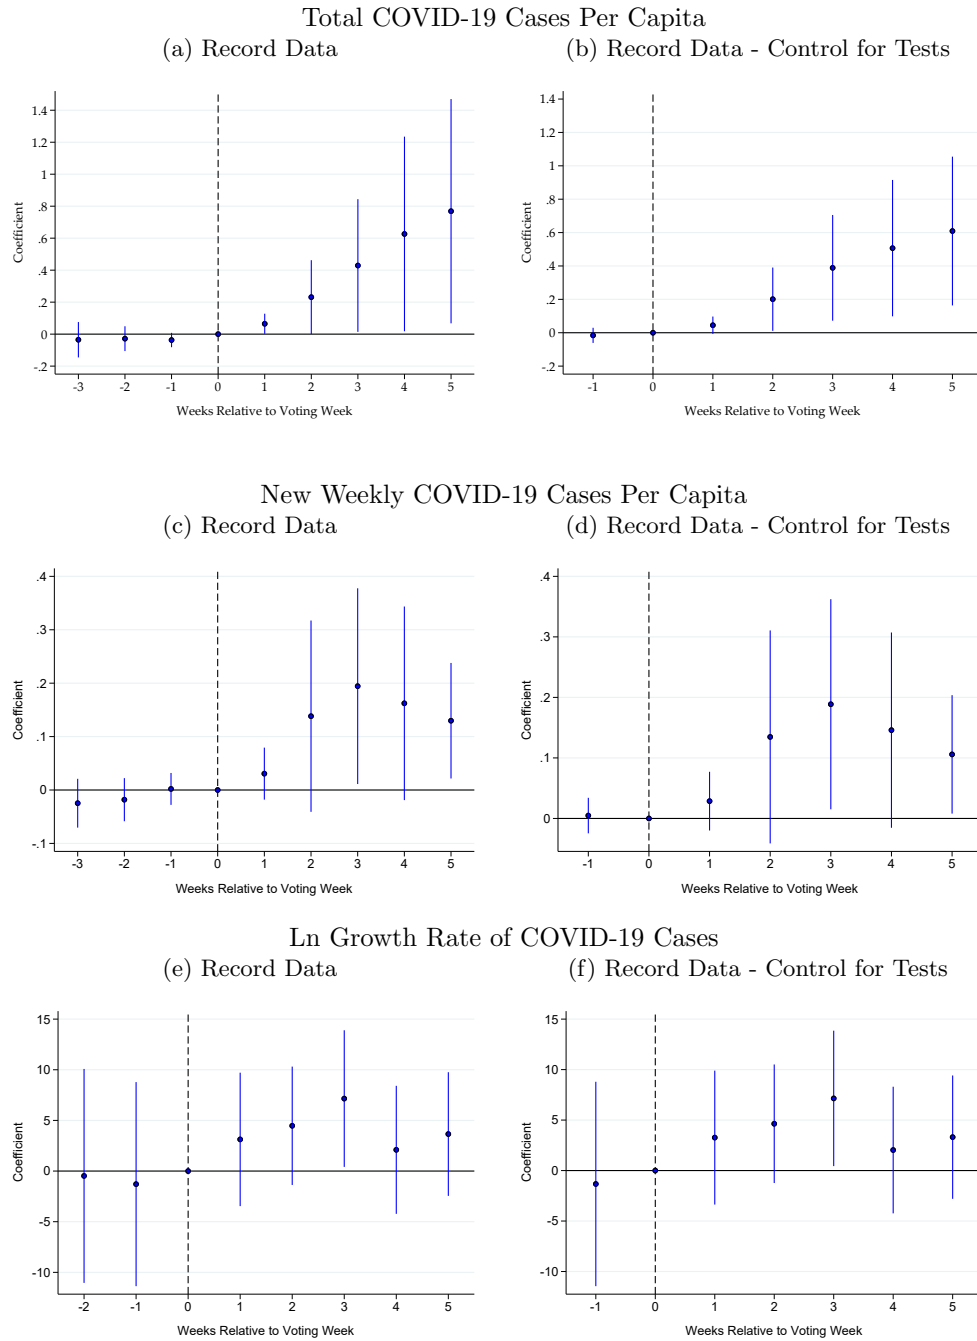 Total COVID-19 Cases Per Capita
(a) Record Data
(b) Record Data - Control for Tests
1.4
1.2
1
.8
.6
.4
.2
0
-.2
Coefficient
-3 -2 -1 0 1 2 3 4 5
Weeks Relative to Voting Week
1.4
1.2
1
.8
.6
.4
.2
0
-.2
Coefficient
-1 0 1 2 3 4 5
Weeks Relative to Voting Week
New Weekly COVID-19 Cases Per Capita
(c) Record Data
(d) Record Data - Control for Tests
.4
.3
.2
.1
0
-.1
Coefficient
-3 -2 -1 0 1 2 3 4 5
Weeks Relative to Voting Week
.4
.3
.2
.1
0
Coefficient
-1 0 1 2 3 4 5
Weeks Relative to Voting Week
Ln Growth Rate of COVID-19 Cases
(e) Record Data
(f) Record Data - Control for Tests
15
10
5
0
-5
-10
Coefficient
-2 -1 0 1 2 3 4 5
Weeks Relative to Voting Week
15
10
5
0
-5
-10
Coefficient
-1 0 1 2 3 4 5
Weeks Relative to Voting Week